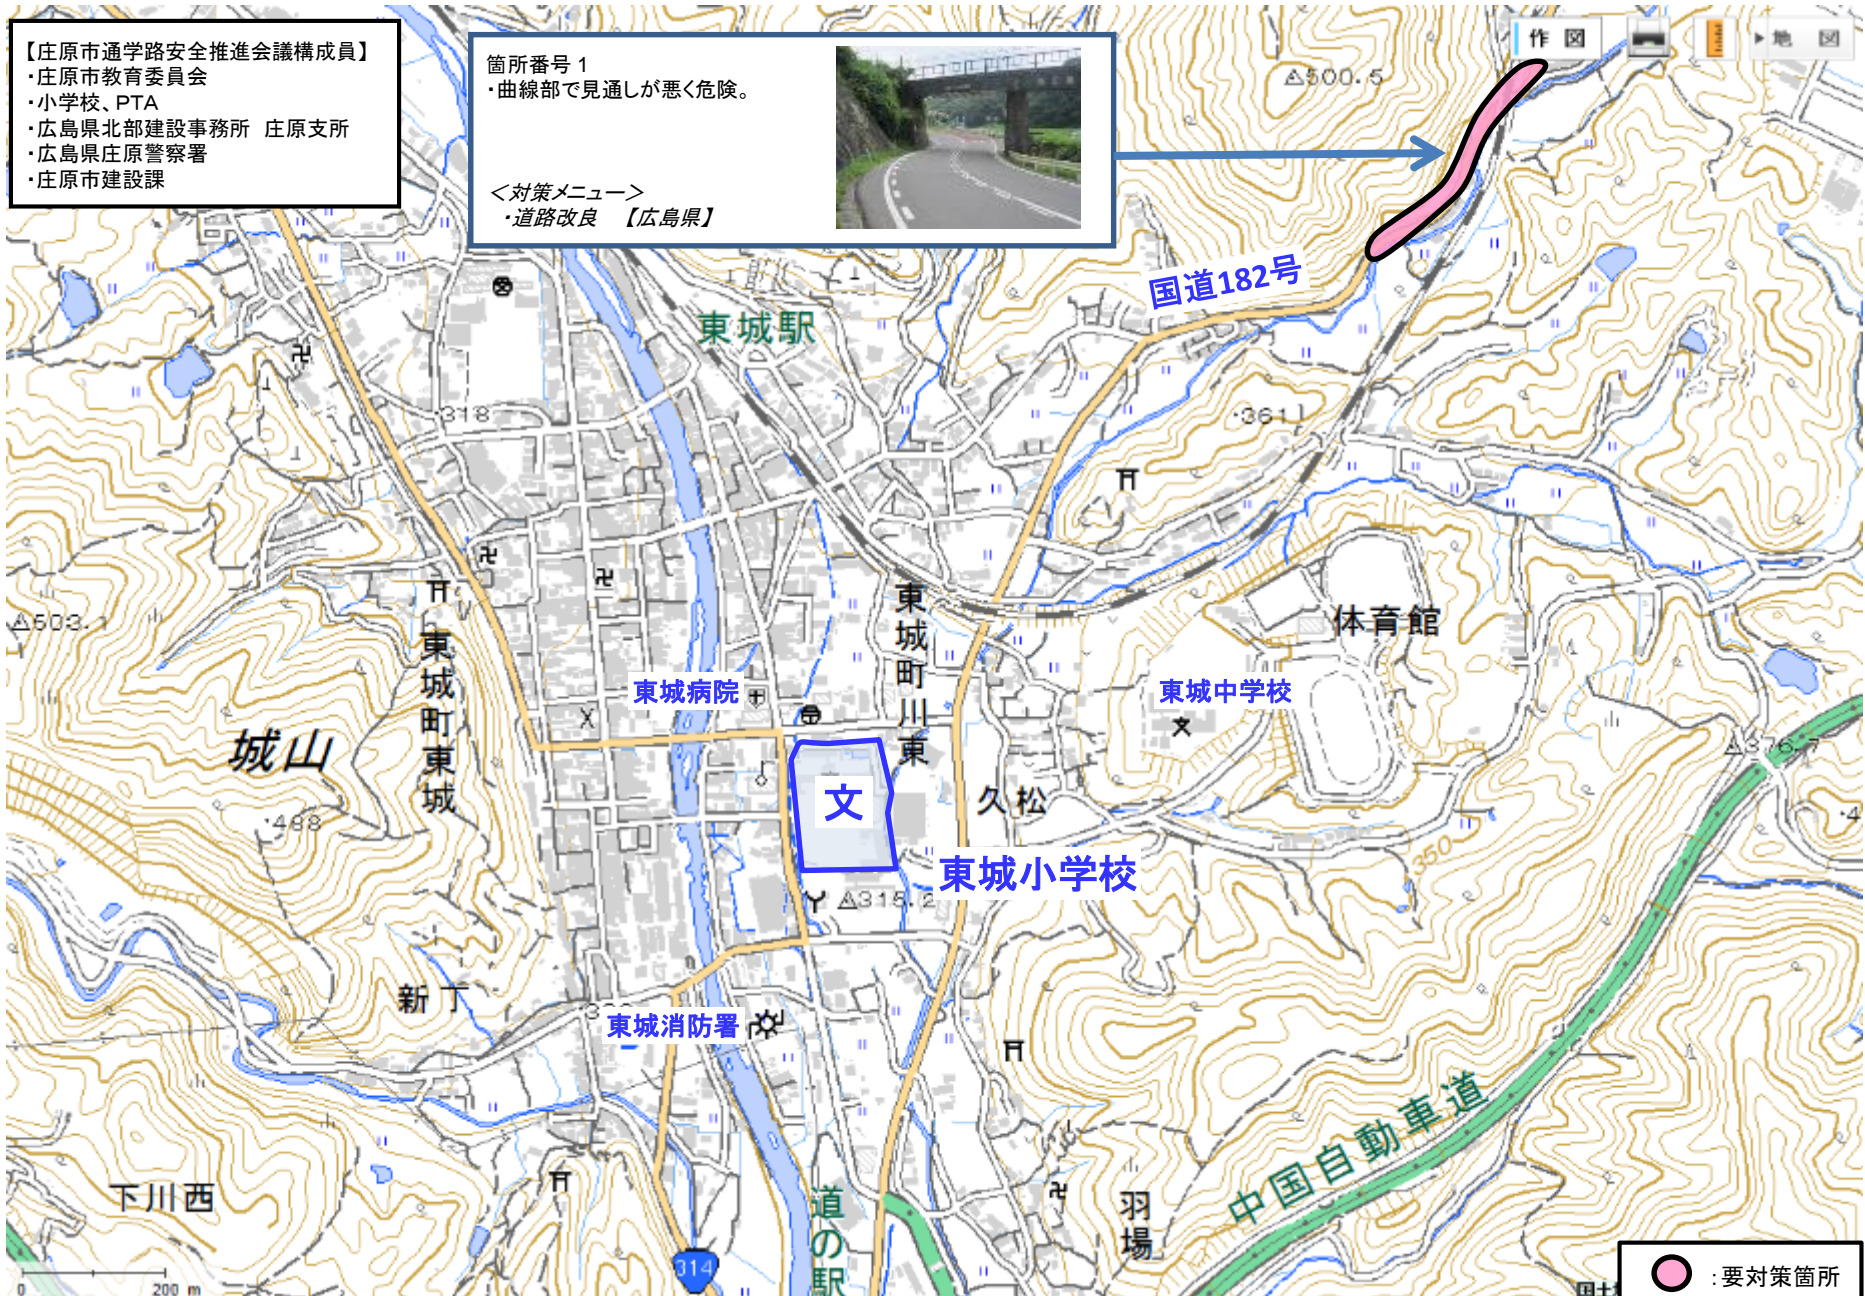 【庄原市通学路安全推進会議構成員】
・庄原市教育委員会
・小学校、PTA
・広島県北部建設事務所 庄原支所
・広島県庄原警察署
・庄原市建設課
箇所番号 1
・曲線部で見通しが悪く危険。
＜対策メニュー＞
・道路改良 【広島県】
作 図
▶地 図
△500.5
国道182号
東城駅
・318
・361
△503.1
東城町東城
東城町川東
体育館
東城病院
東城中学校
城山
・488
文
久松
東城小学校
△315.2
350
新丁
東城消防署
中国自動車道
下川西
道の駅
羽場
314
0 200 m
：要対策箇所